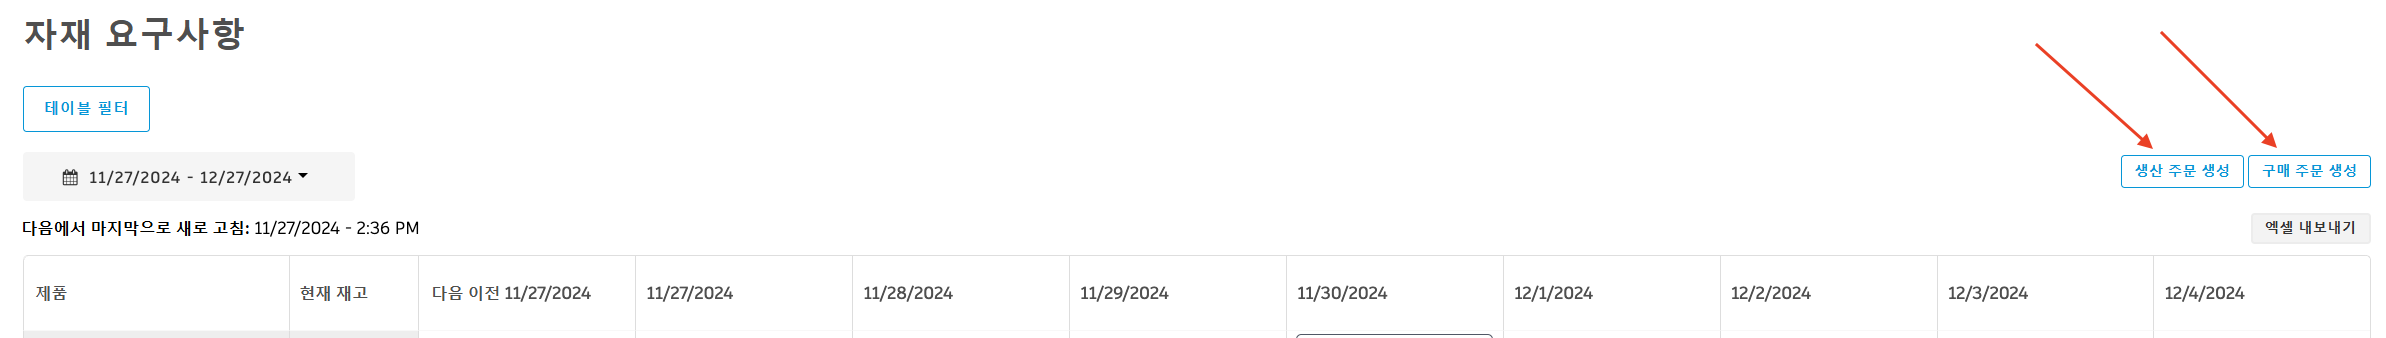 자재 요구사항
테이블 필터
11/27/2024 - 12/27/2024
생산 주문 생성 구매 주문 생성
다음에서 마지막으로 새로 고침: 11/27/2024 - 2:36 PM
엑셀 내보내기
제품 현재 재고 다음 이전 11/27/2024 11/27/2024 11/28/2024 11/29/2024 11/30/2024 12/1/2024 12/2/2024 12/3/2024 12/4/2024